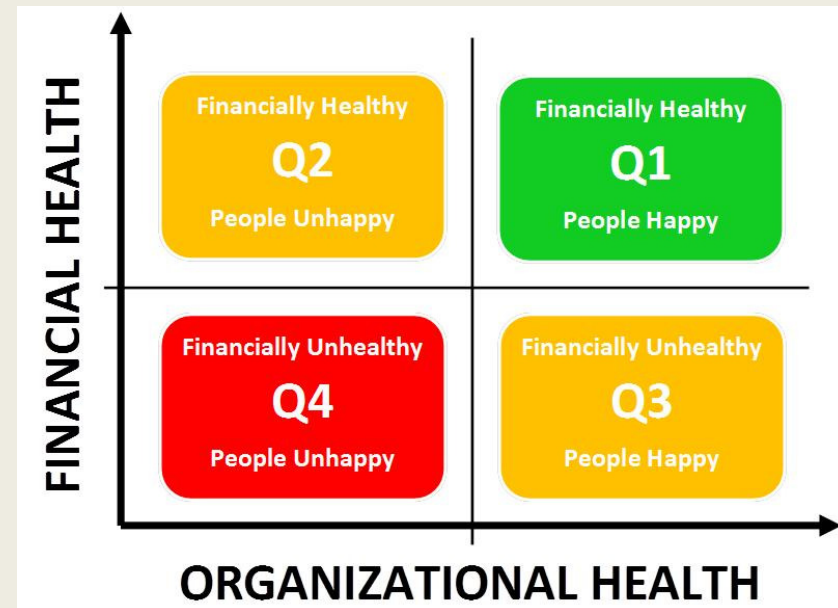 FINANCIAL HEALTH
Financially Healthy
Q2
People Unhappy
Financially Healthy
Q1
People Happy
Financially Unhealthy
Q4
People Unhappy
Financially Unhealthy
Q3
People Happy
ORGANIZATIONAL HEALTH